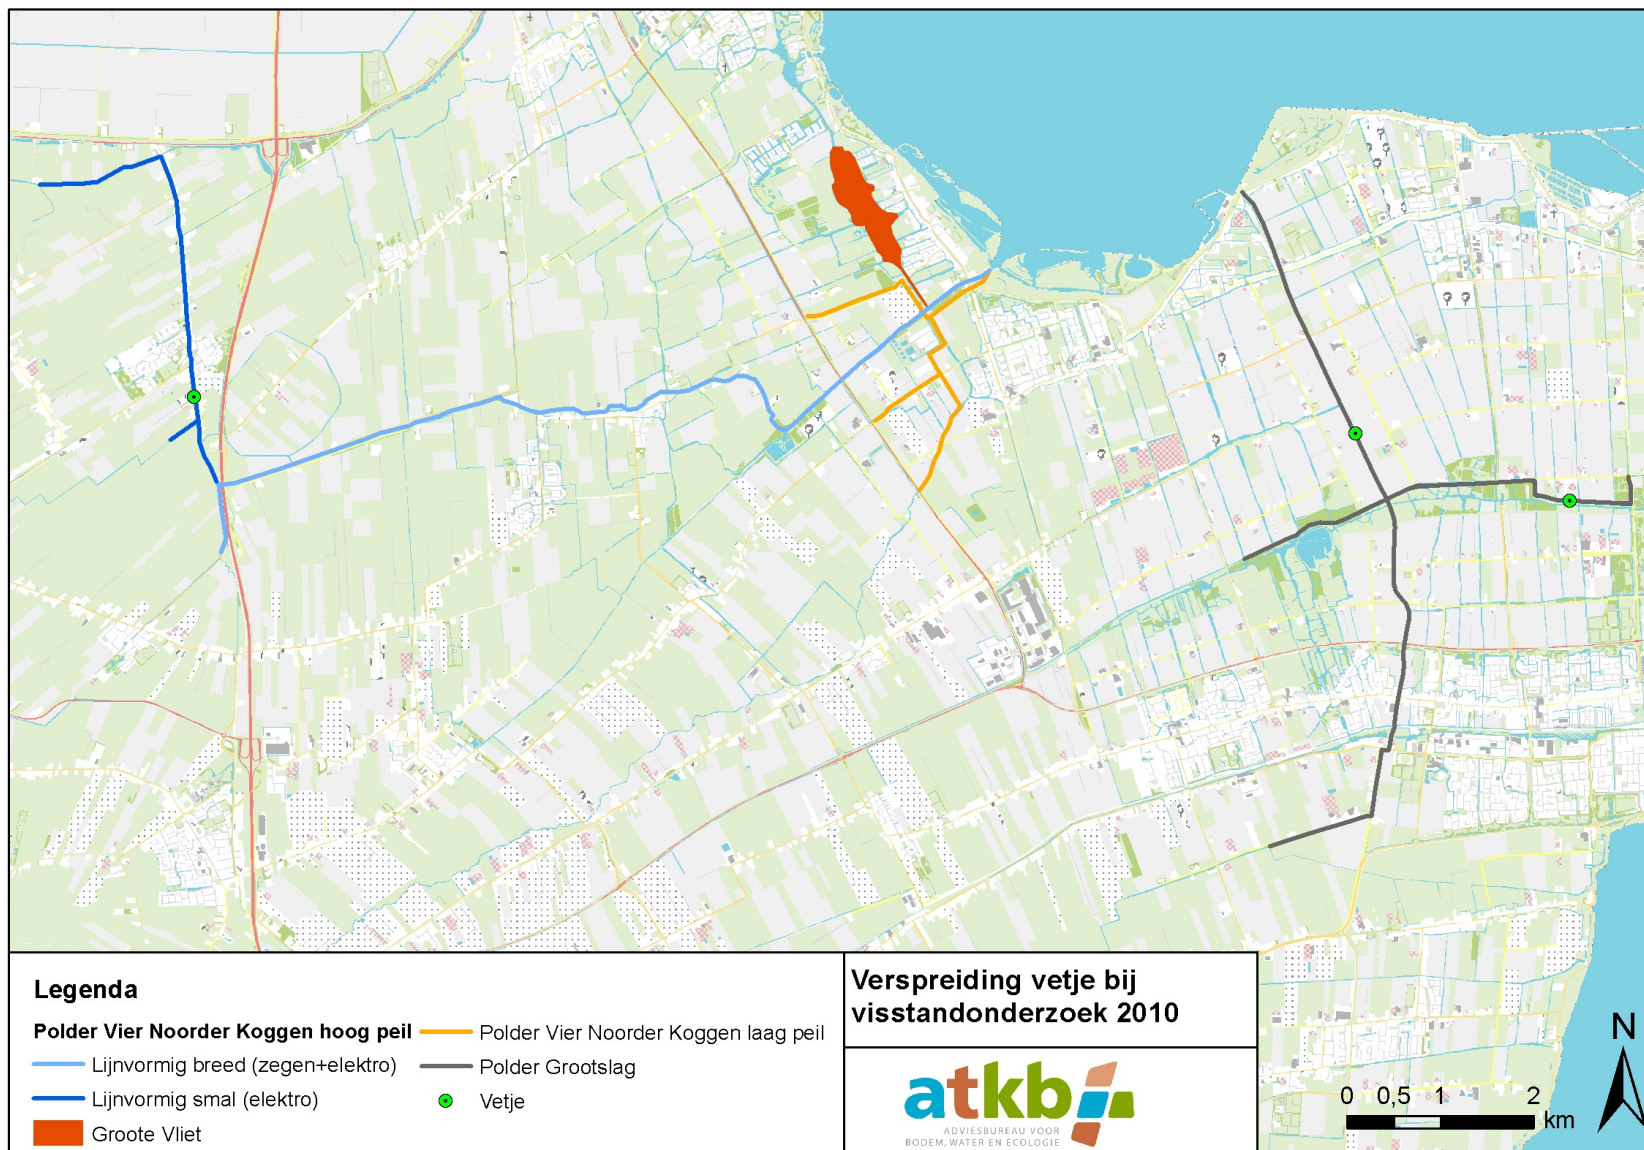 Legenda
Polder Vier Noorder Koggen hoog peil
Lijnvormig breed (zegen+elektro)
Lijnvormig smal (elektro)
Groote Vliet
Polder Vier Noorder Koggen laag peil
Polder Grootslag
Vetje
Verspreiding vetje bij
visstandonderzoek 2010
atkb
ADVIESBUREAU VOOR
BODEM, WATER EN ECOLOGIE
N
0 0,5 1 2
km